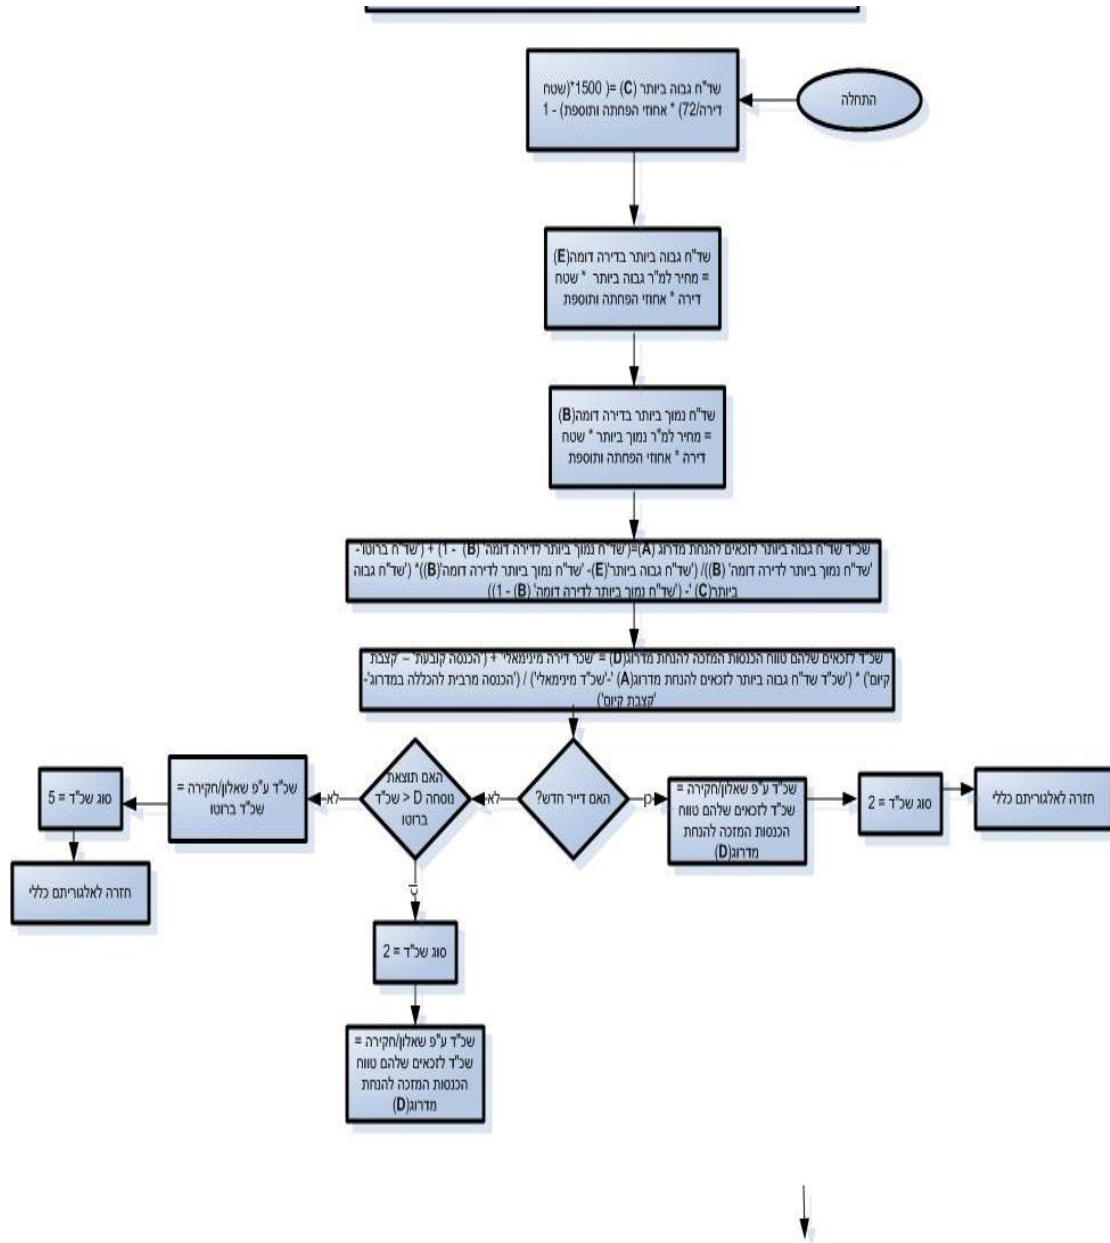 התחלה
שד"ח גבוה ביותר (C) =( 1500*(שטח
דירה/72) * אחוזי הפחתה ותוספת) - 1
שד"ח גבוה ביותר בדירה דומה(E)
= מחיר למ"ר גבוה ביותר * שטח
דירה * אחוזי הפחתה ותוספת
שד"ח נמוך ביותר בדירה דומה(B)
= מחיר למ"ר נמוך ביותר * שטח
דירה * אחוזי הפחתה ותוספת
שכ"ד שד"ח גבוה ביותר לזכאים להנחת מדרוג (A)=('שד"ח נמוך ביותר לדירה דומה' (B) - 1) + ('שד"ח ברוטו'-
'שד"ח נמוך ביותר לדירה דומה' (B))/ ('שד"ח גבוה ביותר'(E)- 'שד"ח נמוך ביותר לדירה דומה'(B))* ('שד"ח גבוה
ביותר(C) '- ('שד"ח נמוך ביותר לדירה דומה' (B) - 1))
שכ"ד לזכאים שלהם טווח הכנסות המזכה להנחת מדרוג(D) = 'שכר דירה מינימאלי' + ('הכנסה קובעת' – 'קצבת
קיום') * ('שכ"ד שד"ח גבוה ביותר לזכאים להנחת מדרוג(A) '-'שכ"ד מינימאלי') / ('הכנסה מרבית להכללה במדרוג'-
'קצבת קיום')
האם דייר חדש?
כן
שכ"ד ע"פ שאלון/חקירה =
שכ"ד לזכאים שלהם טווח
הכנסות המזכה להנחת
מדרוג(D)
סוג שכ"ד = 2
חזרה לאלגוריתם כללי
לא
האם תוצאת
נוסחה D > שכ"ד
ברוטו
לא
שכ"ד ע"פ שאלון/חקירה =
שכ"ד ברוטו
סוג שכ"ד = 5
חזרה לאלגוריתם כללי
כן
סוג שכ"ד = 2
שכ"ד ע"פ שאלון/חקירה =
שכ"ד לזכאים שלהם טווח
הכנסות המזכה להנחת
מדרוג(D)